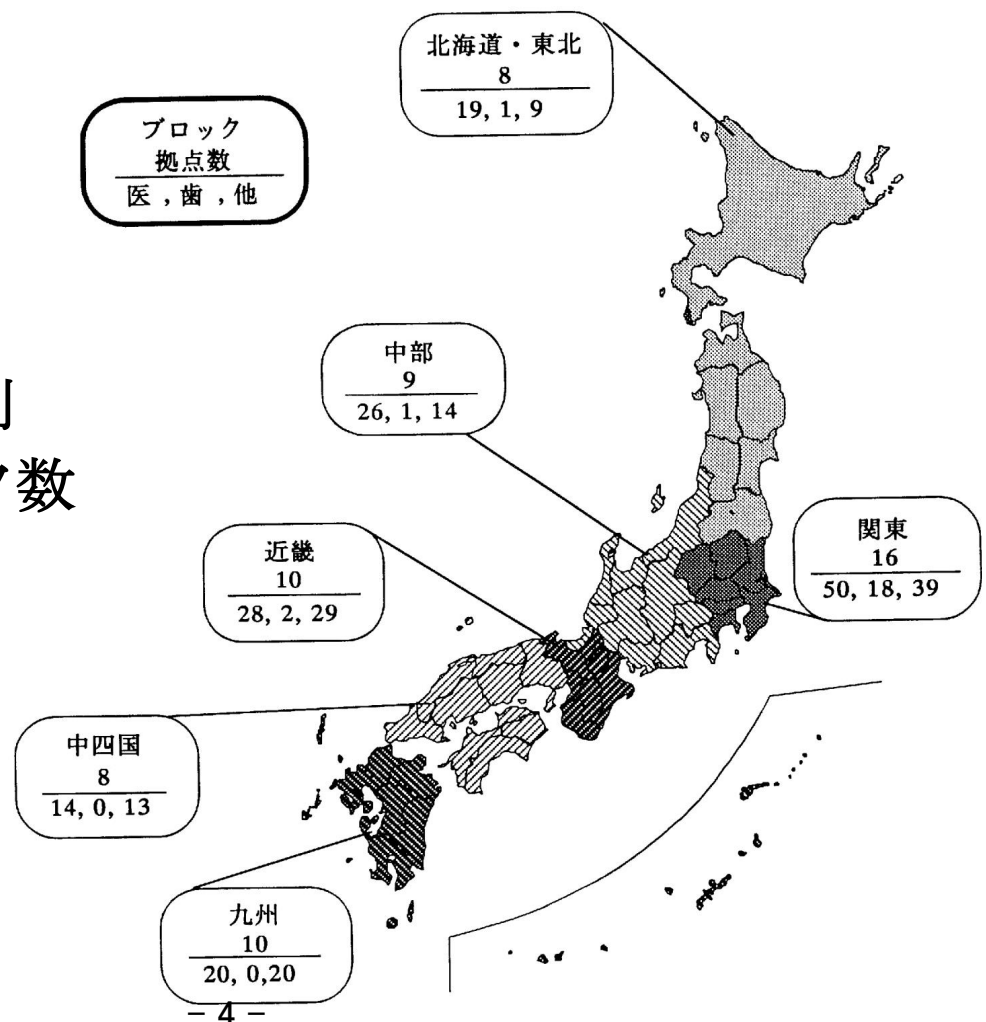 北海道・東北
8
19, 1, 9
ブロック
拠点数
医 , 歯 , 他
中部
9
26, 1, 14
数
近畿
10
28, 2, 29
関東
16
50, 18, 39
中四国
8
14, 0, 13
九州
10
20, 0,20
– 4 –